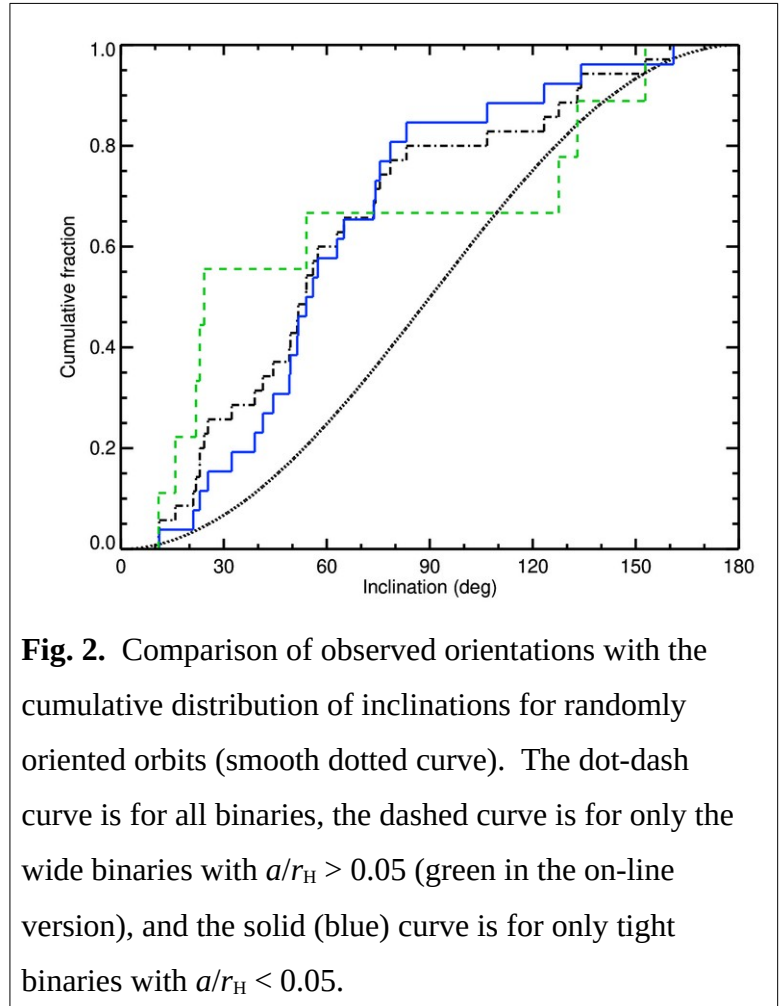 1.0
0.8
0.6
0.4
0.2
0.0
Cumulative fraction
0 30 60 90 120 150 180
Inclination (deg)
Fig. 2. Comparison of observed orientations with the
cumulative distribution of inclinations for randomly
oriented orbits (smooth dotted curve). The dot-dash
curve is for all binaries, the dashed curve is for only the
wide binaries with a/rH > 0.05 (green in the on-line
version), and the solid (blue) curve is for only tight
binaries with a/rH < 0.05.